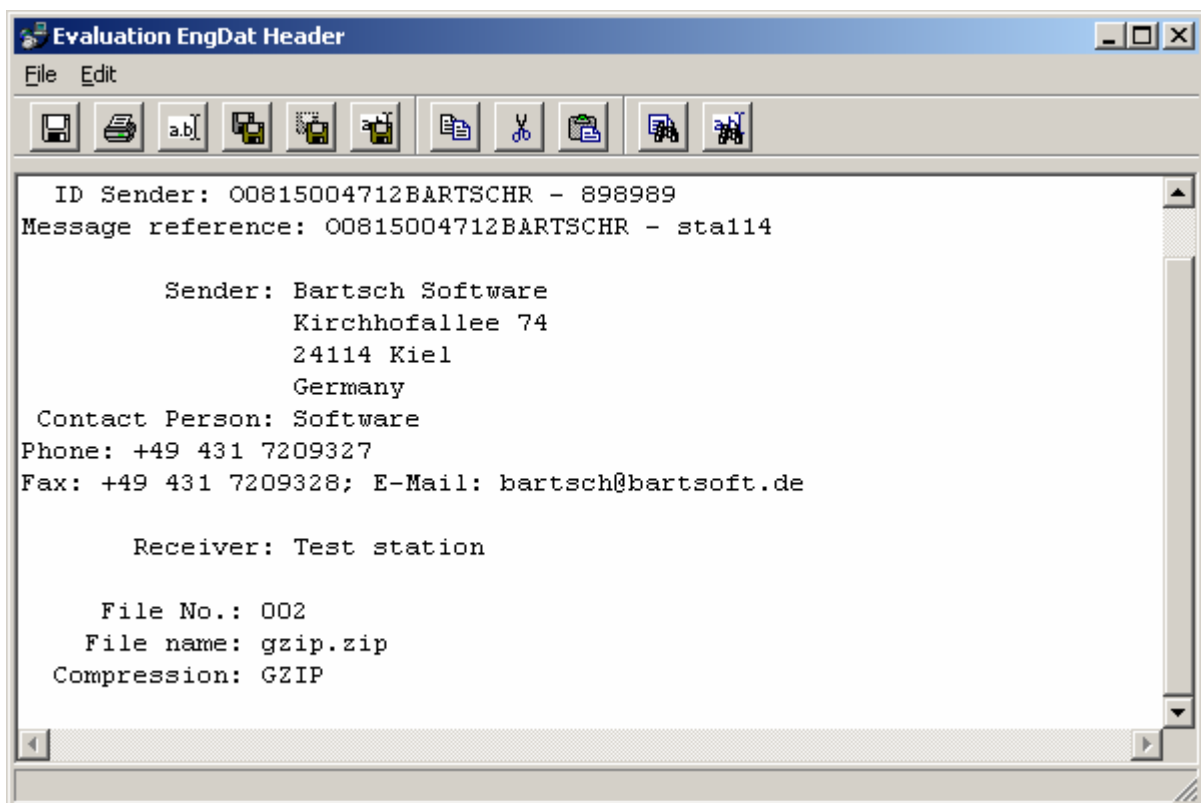 Evaluation EngDat Header
File Edit
a.b
ID Sender: O0815004712BARTSCHR - 898989
Message reference: O0815004712BARTSCHR - sta114
Sender: Bartsch Software
Kirchhofallee 74
24114 Kiel
Germany
Contact Person: Software
Phone: +49 431 7209327
Fax: +49 431 7209328; E-Mail: bartsch@bartsoft.de
Receiver: Test station
File No.: 002
File name: gzip.zip
Compression: GZIP